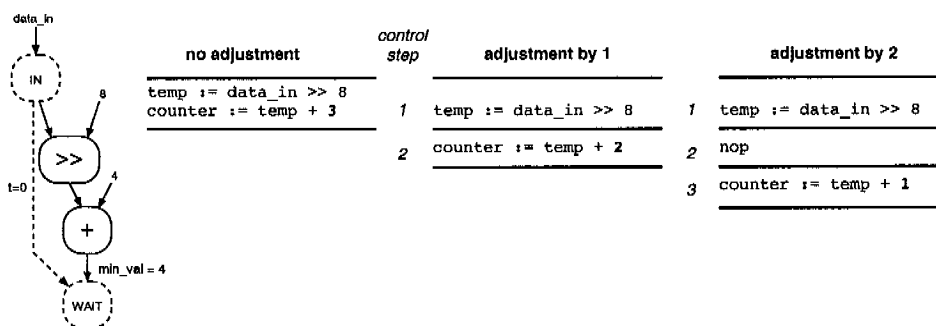 data_in
IN
8
>>
t=0
4
+
min_val = 4
WAIT
no adjustment
temp := data_in >> 8
counter := temp + 3
control
step
adjustment by 1
1 temp := data_in >> 8
2 counter := temp + 2
adjustment by 2
1 temp := data_in >> 8
2 nop
3 counter := temp + 1